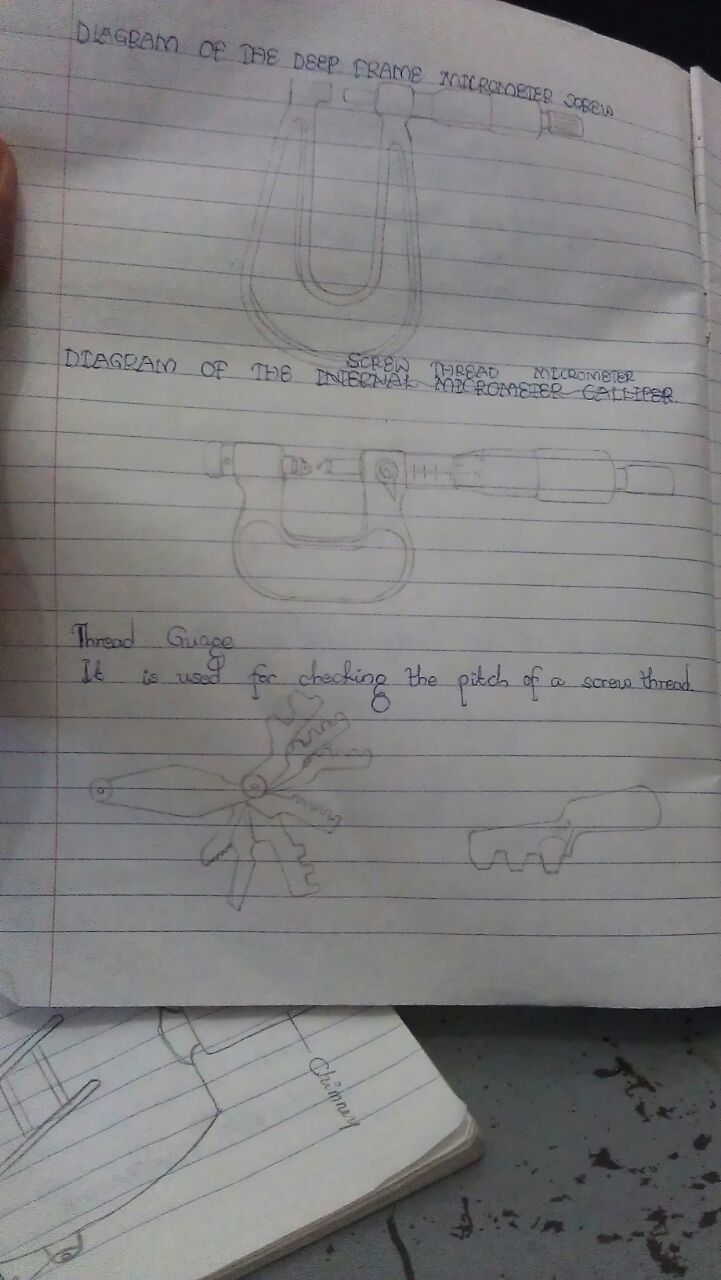 DIAGRAM OF THE DEEP FRAME MICROMETER SCREW
SCREW THREAD MICROMETER
DIAGRAM OF THE INTERNAL MICROMETER CALLIPER.
Thread Guage
It is used for checking the pitch of a screw thread.
Chimney